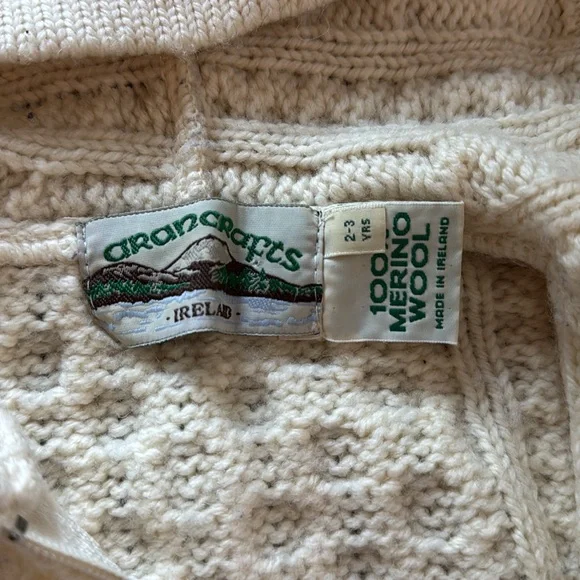 arancrafts
- IRELAND -
2-3
YRS
100%
MERINO
WOOL
MADE IN IRELAND